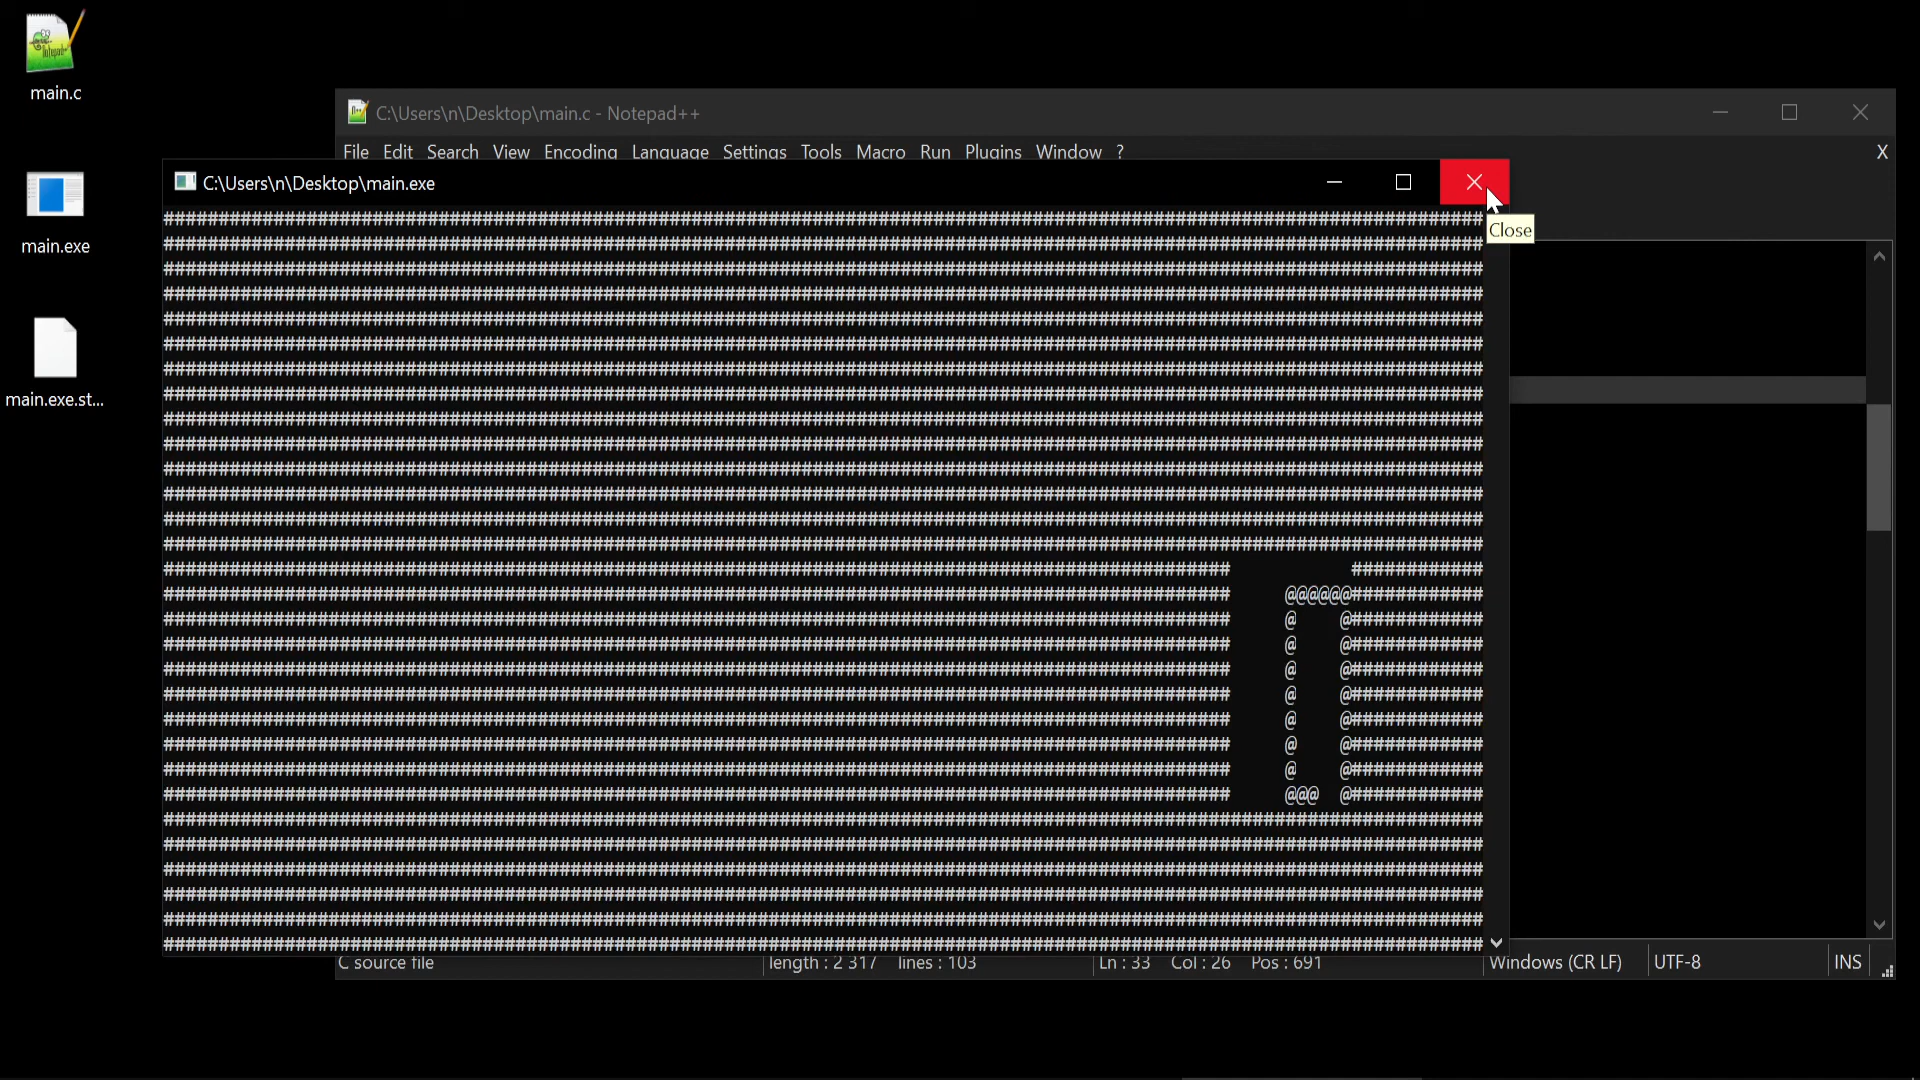 main.c
main.exe
main.exe.st...
C:\Users\n\Desktop\main.c - Notepad++
File Edit Search View Encoding Language Settings Tools Macro Run Plugins Window ?
X
C:\Users\n\Desktop\main.exe
Close
@@@@@@
@    @
@    @
@    @
@    @
@    @
@    @
@    @
@@@  @
C source file
length : 2 317 lines : 103
Ln : 33 Col : 26 Pos : 691
Windows (CR LF)
UTF-8
INS